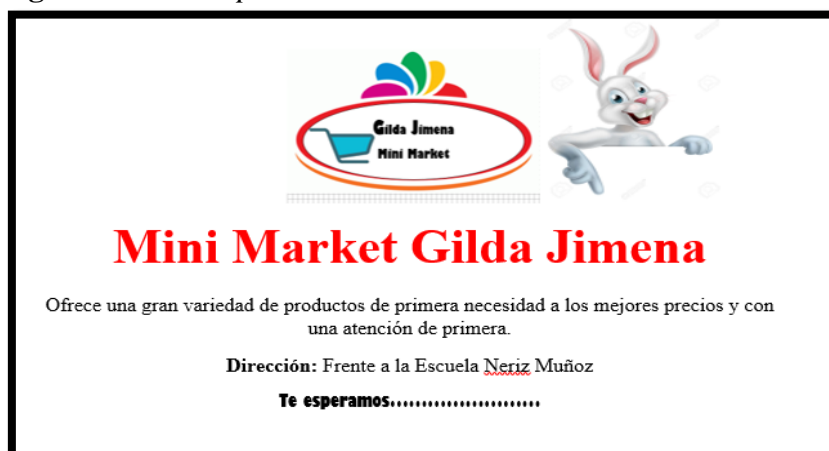 Gilda Jimena
Mini Market
Mini Market Gilda Jimena
Ofrece una gran variedad de productos de primera necesidad a los mejores precios y con
una atención de primera.
Dirección: Frente a la Escuela Neriz Muñoz
Te esperamos........................